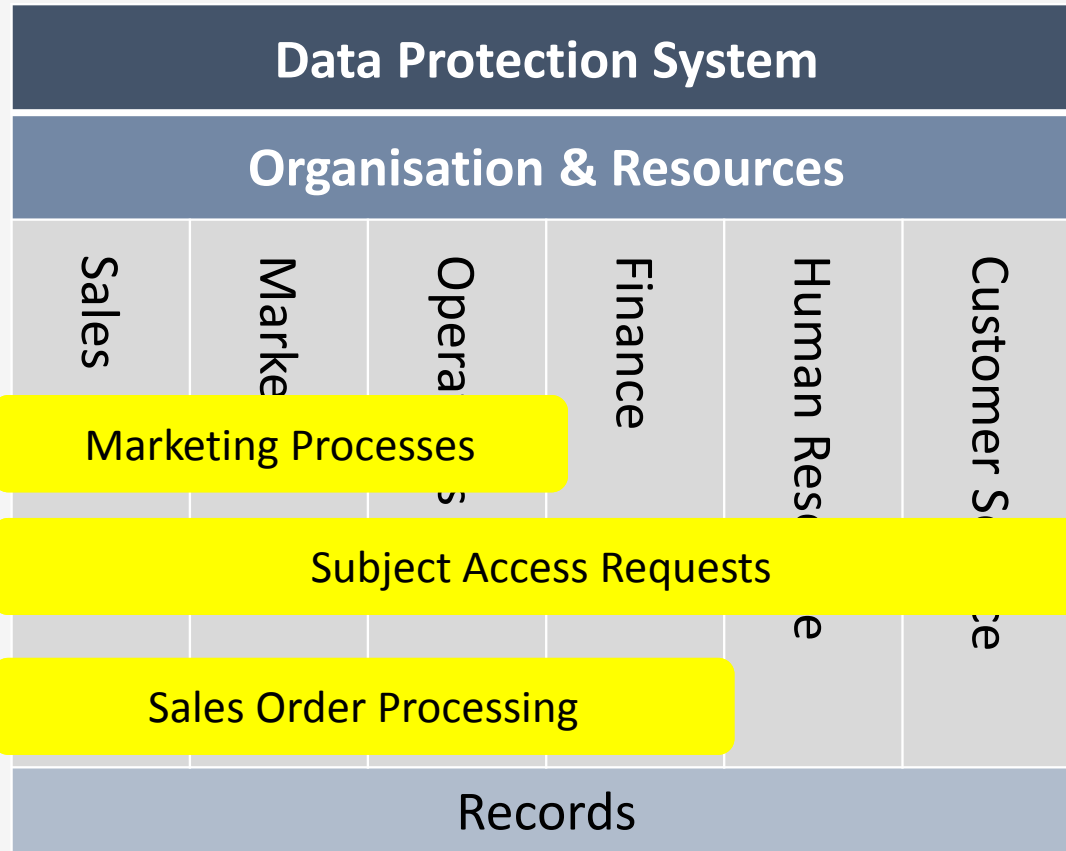 Data Protection System
Organisation & Resources
Sales
Finance
Human
Customer
Marketing Processes
Subject Access Requests
Sales Order Processing
Records